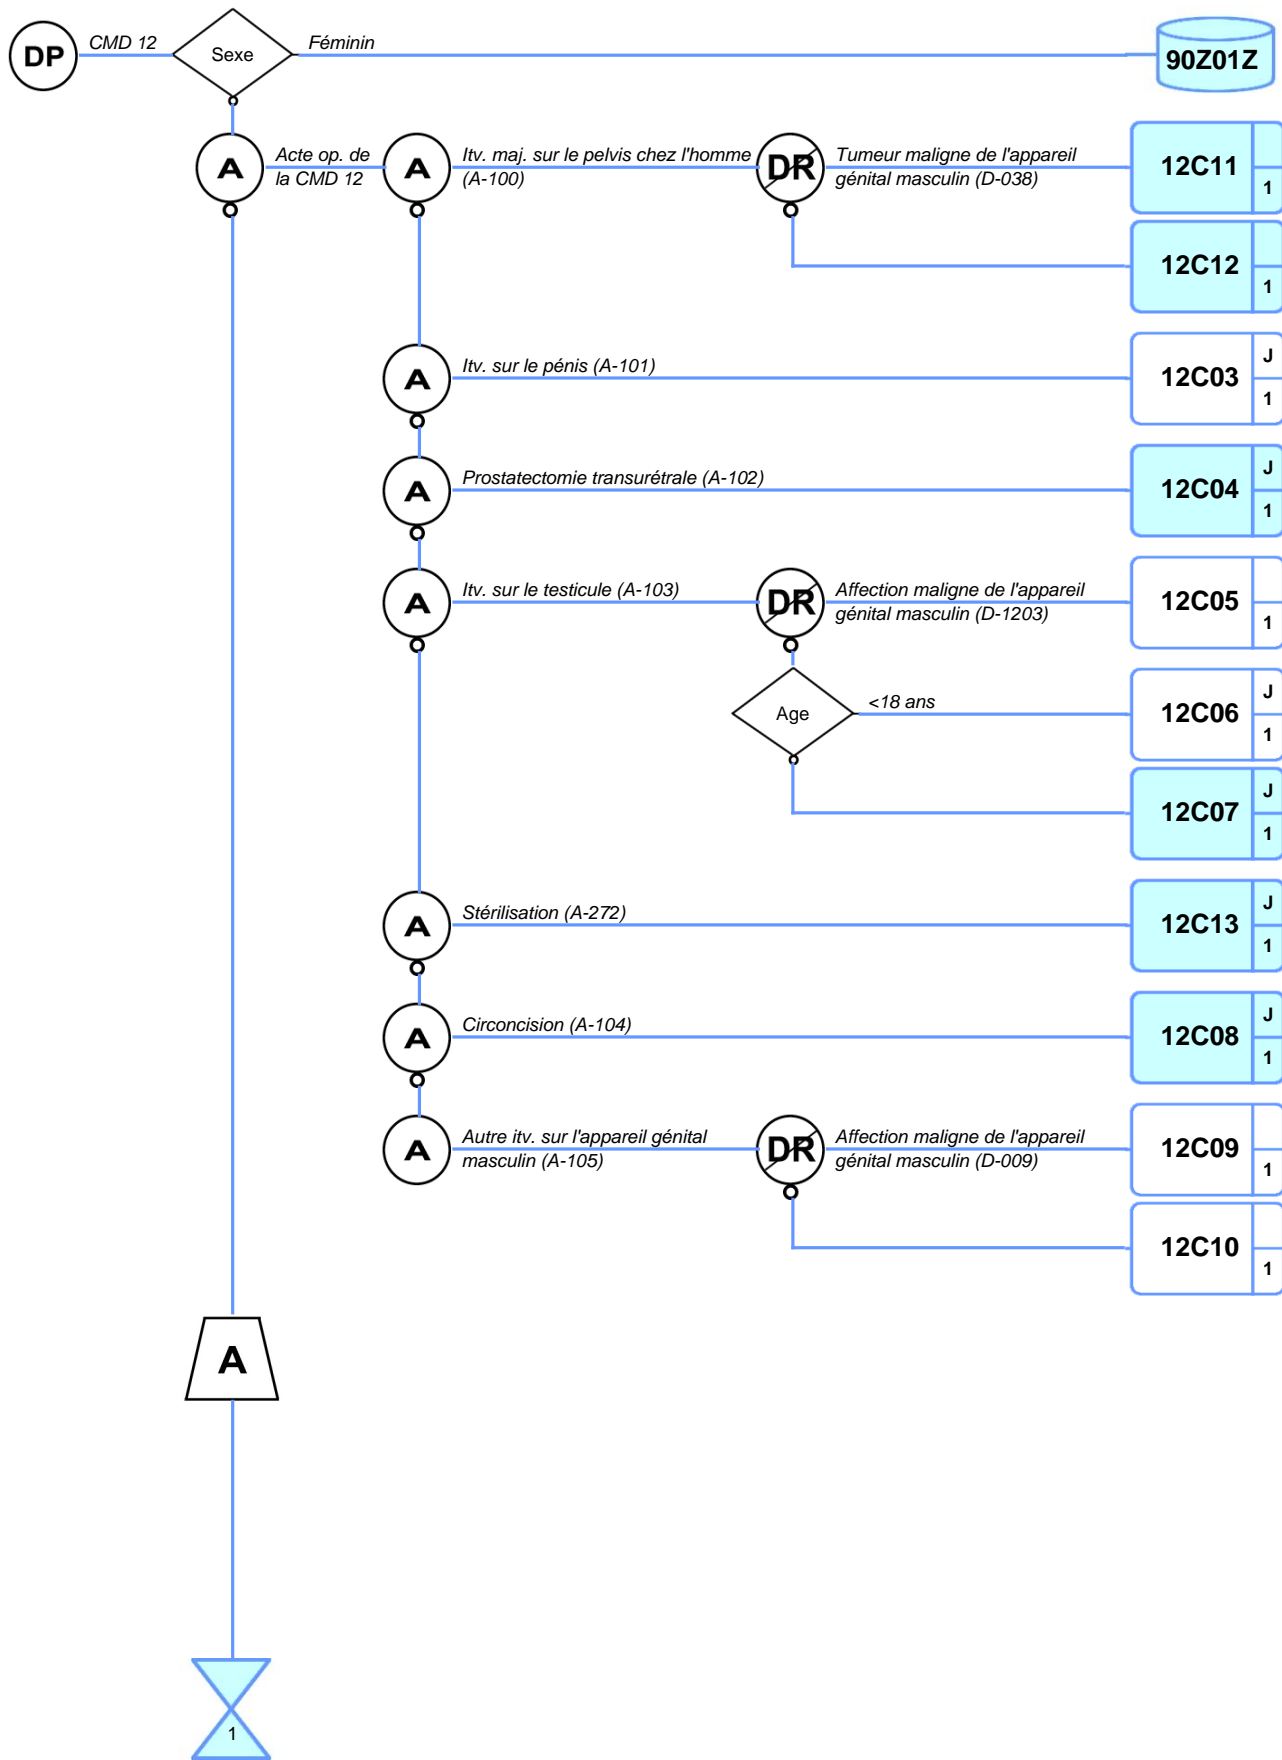 DP
CMD 12
Sexe
Féminin
90Z01Z
A
Acte op. de
la CMD 12
A
Itv. maj. sur le pelvis chez l'homme
(A-100)
DR
Tumeur maligne de l'appareil
génital masculin (D-038)
12C11
1
12C12
1
A
Itv. sur le pénis (A-101)
12C03
J
1
A
Prostatectomie transurétrale (A-102)
12C04
J
1
A
Itv. sur le testicule (A-103)
DR
Affection maligne de l'appareil
génital masculin (D-1203)
12C05
1
Age
<18 ans
12C06
J
1
12C07
J
1
A
Stérilisation (A-272)
12C13
J
1
A
Circoncision (A-104)
12C08
J
1
A
Autre itv. sur l'appareil génital
masculin (A-105)
DR
Affection maligne de l'appareil
génital masculin (D-009)
12C09
1
12C10
1
A
1